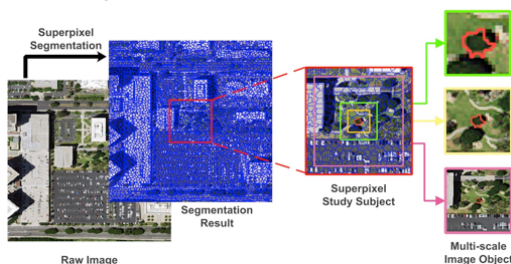 Superpixel
Segmentation
Segmentation
Result
Superpixel
Study Subject
Raw Image
Multi-scale
Image Object